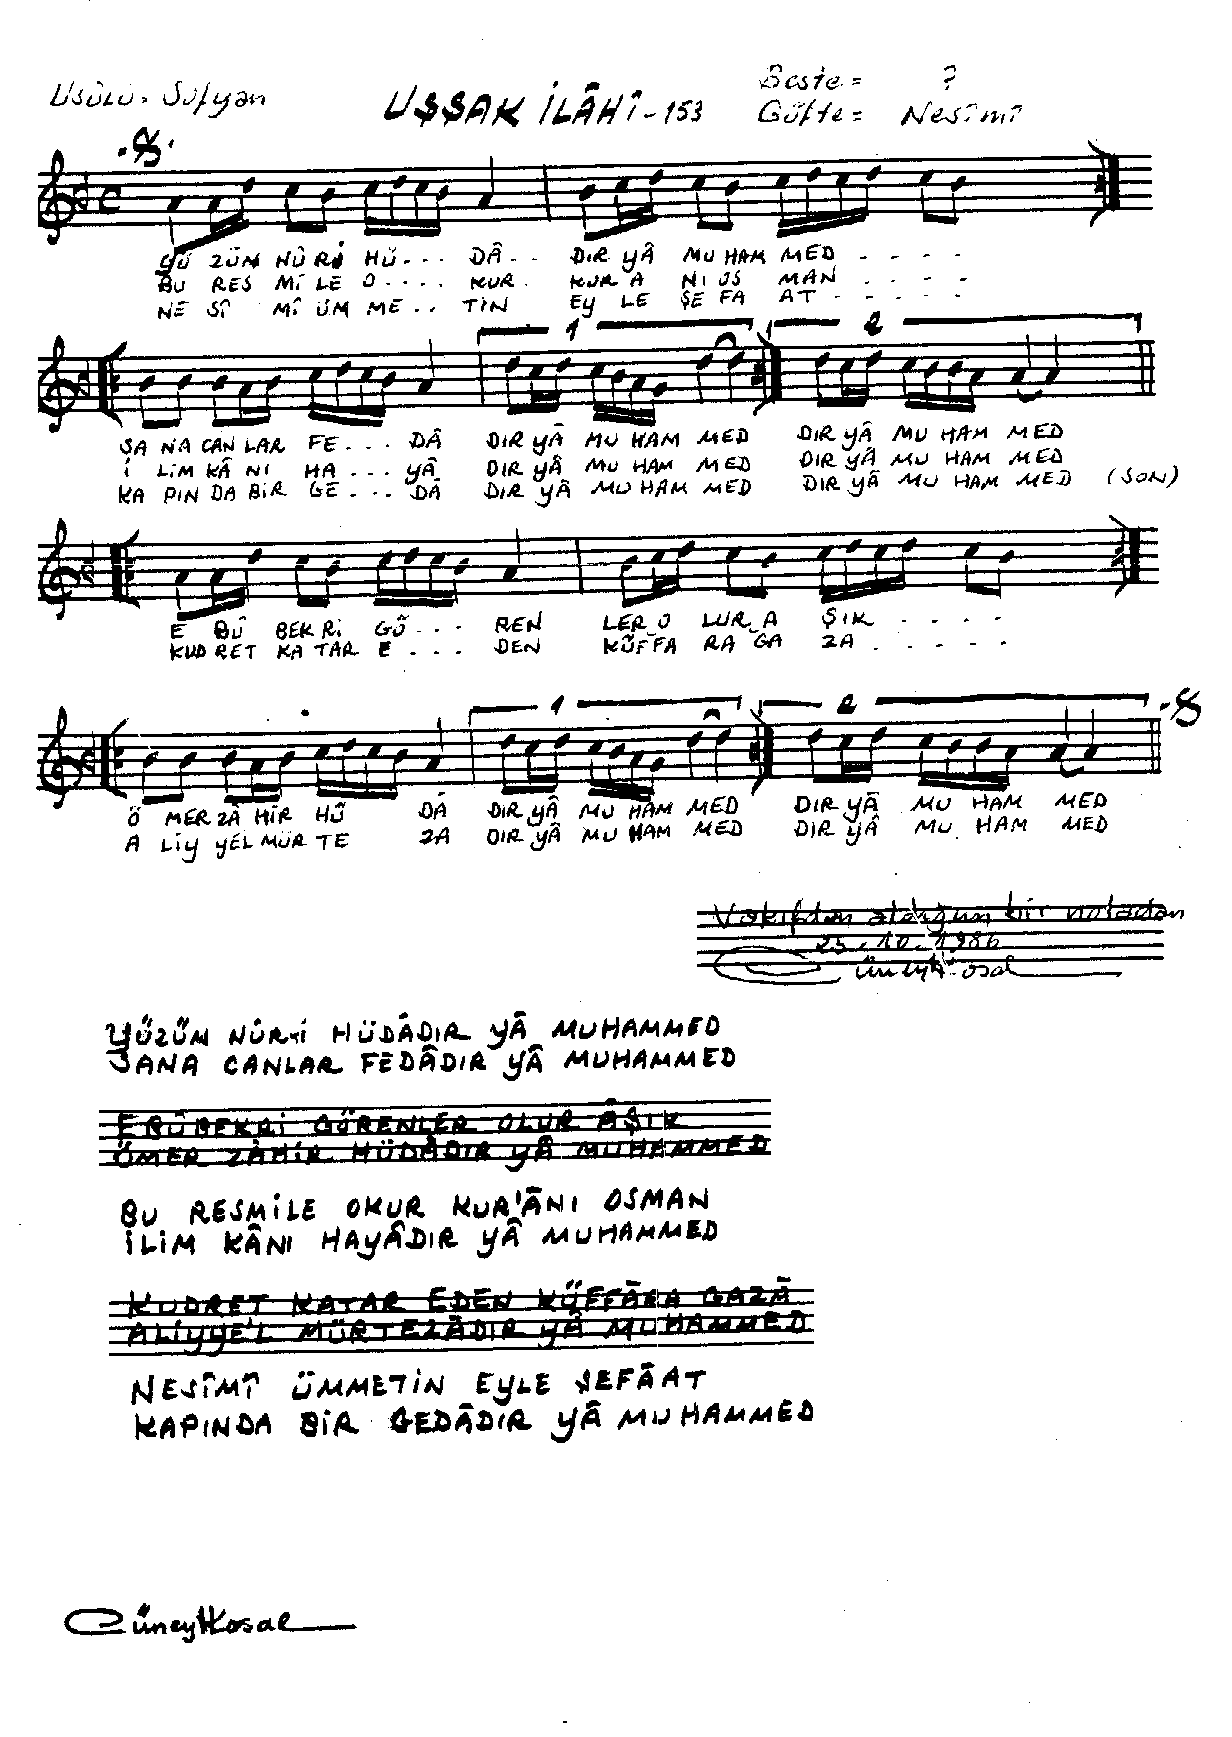 Usûlü: Sofyan
UŞŞAK İLÂHÎ - 153
Beste = ?
Güfte = Nesîmî
YÜ ZÜM NÛ Rİ HÜ . . . DÂ . . DIR YÂ MU HAM MED . . . .
BU RES Mİ LE O . . . . KUR . KUR A NI OS MAN . . . .
NE SÎ MÎ ÜM ME . . TİN EY LE ŞE FA AT . . . . .
1 2
SA NA CAN LAR FE . . . DÂ DIR YÂ MU HAM MED DIR YÂ MU HAM MED
İ LİM KÂ NI HA . . . YÂ DIR YÂ MU HAM MED DIR YÂ MU HAM MED
KA PIN DA BİR GE . . . DÂ DIR YÂ MU HAM MED DIR YÂ MU HAM MED (SON)
E BÛ BEK Rİ GÖ . . . REN LER O LUR A ŞIK . . . . .
KUD RET KA TAR E . . . DEN KÜF FA RA GA ZA . . . . .
1 2
Ö MER ZÂ HİR HÜ DÂ DIR YÂ MU HAM MED DIR YÂ MU HAM MED
A LİY YEL MÜR TE ZA DIR YÂ MU HAM MED DIR YÂ MU HAM MED
Vakıfdan aldığım bir notadan
25.10.1986
Cüneyt Kosal
YÜZÜM NÛR-İ HÜDÂDIR YÂ MUHAMMED
SANA CANLAR FEDÂDIR YÂ MUHAMMED
EBÛBEKRİ GÖRENLER OLUR ÂŞIK
ÖMER ZÂHİR HÜDÂDIR YÂ MUHAMMED
BU RESMİLE OKUR KUR'ÂNI OSMAN
İLİM KÂNI HAYÂDIR YÂ MUHAMMED
KUDRET KATAR EDEN KÜFFÂRA GAZÂ
ALİYYE'L MÜRTEZÂDIR YÂ MUHAMMED
NESÎMÎ ÜMMETİN EYLE ŞEFÂAT
KAPINDA BİR GEDÂDIR YÂ MUHAMMED
Cüneyt Kosal